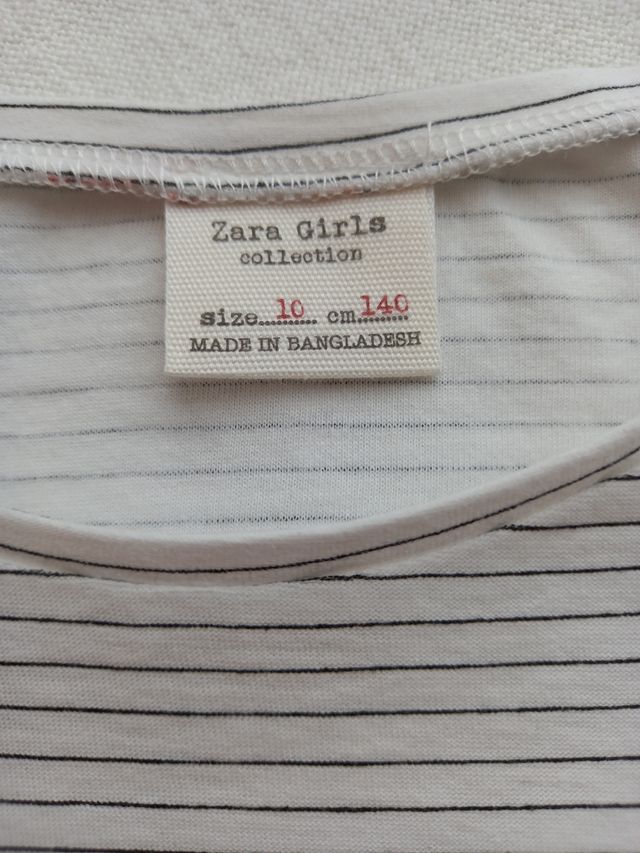 Zara Girls
collection
size..10.. cm.140
MADE IN BANGLADESH